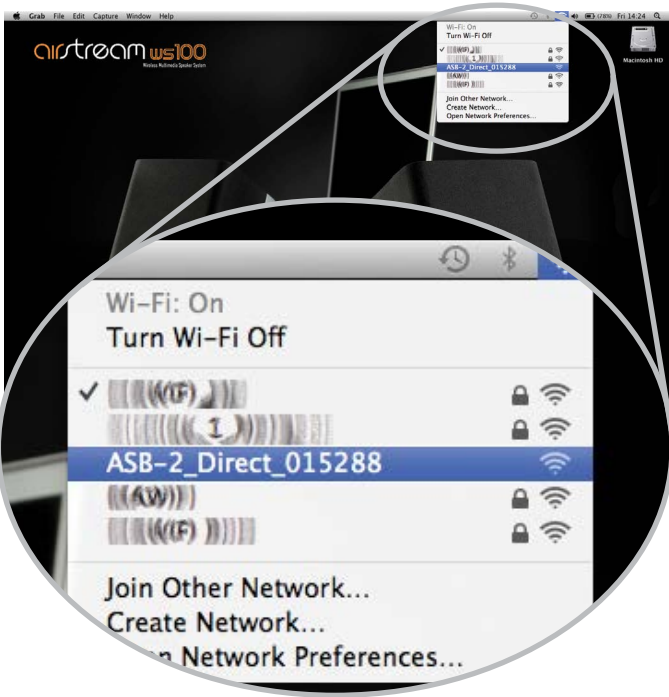 Grab File Edit Capture Window Help
(78%) Fri 14:24
airstream ws100
Wireless Multimedia Speaker System
Macintosh HD
Wi-Fi: On
Turn Wi-Fi Off
ASB-2_Direct_015288
Join Other Network...
Create Network...
Open Network Preferences...
Wi-Fi: On
Turn Wi-Fi Off
ASB-2_Direct_015288
Join Other Network...
Create Network...
Network Preferences...